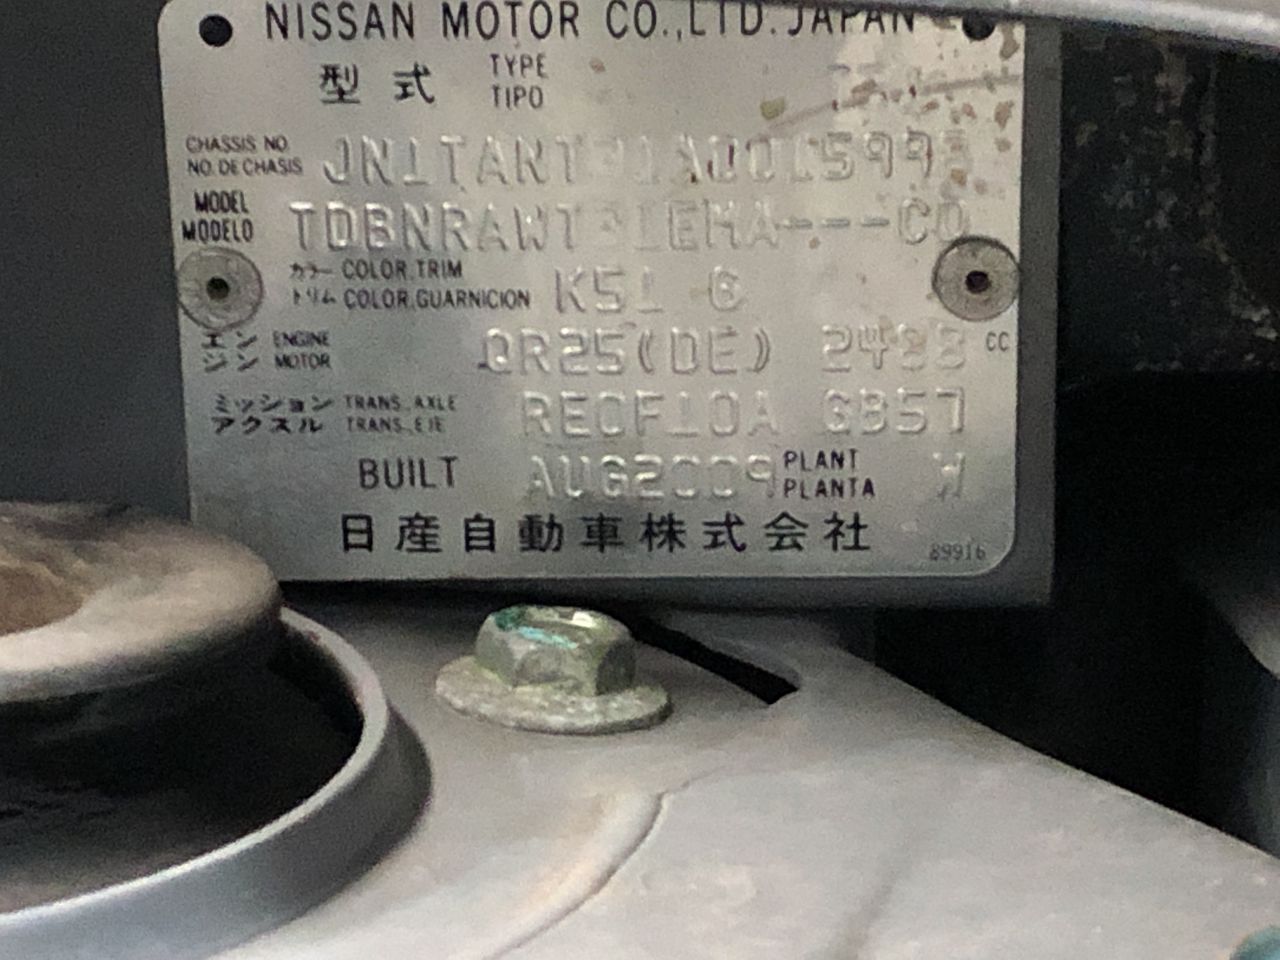 NISSAN MOTOR CO.,LTD.JAPAN
型式 TYPE TIPO
CHASSIS NO. NO. DE CHASIS
MODEL MODELO
カラー トリム COLOR,TRIM COLOR,GUARNICION K51 G
エンジン ENGINE MOTOR QR25(DE) 2488 CC
ミッション アクスル TRANS.,AXLE TRANS.,EJE RE0F10A GB57
BUILT AUG2009 PLANT PLANTA W
日産自動車株式会社
89916